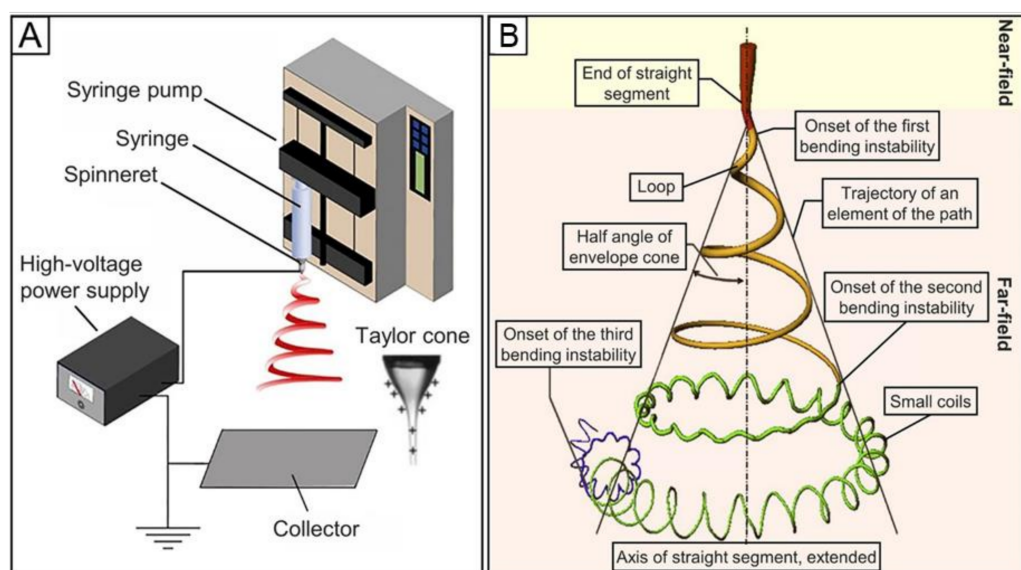 A
Syringe pump
Syringe
Spinneret
High-voltage
power supply
Taylor cone
Collector
B
Near-field
End of straight
segment
Onset of the first
bending instability
Loop
Trajectory of an
element of the path
Half angle of
envelope cone
Far-field
Onset of the second
bending instability
Onset of the third
bending instability
Small coils
Axis of straight segment, extended